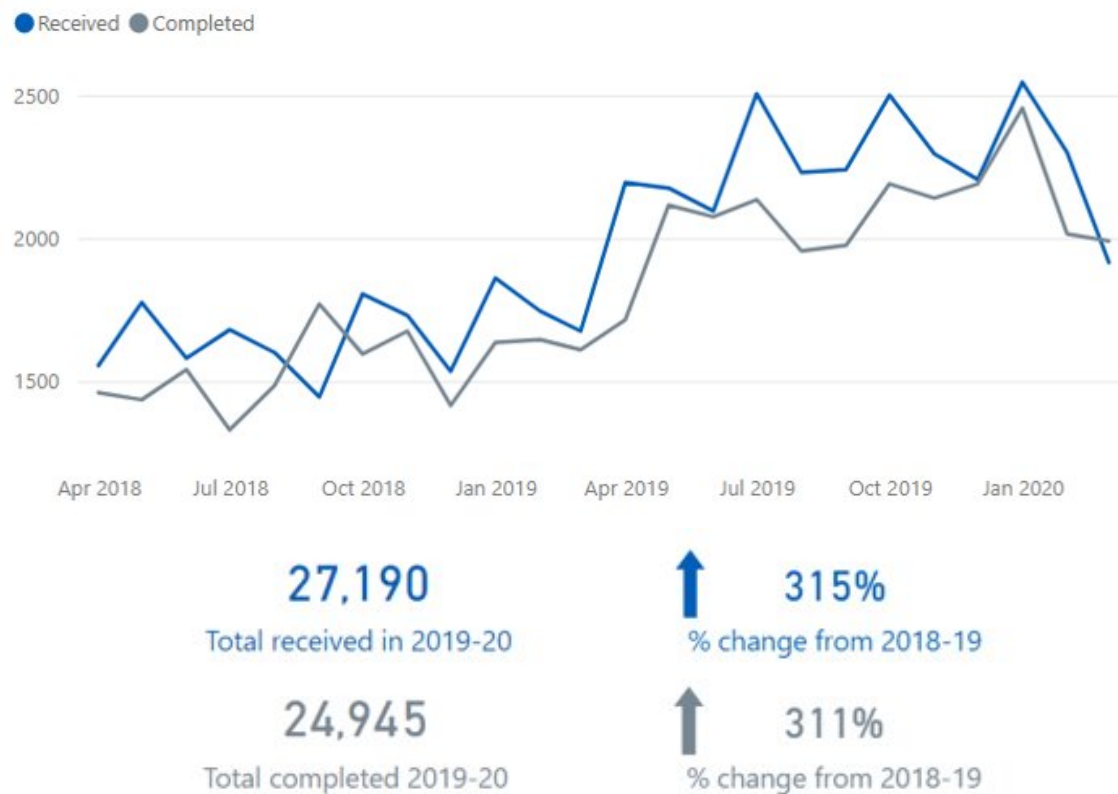 Received Completed
2500
2000
1500
Apr 2018 Jul 2018 Oct 2018 Jan 2019 Apr 2019 Jul 2019 Oct 2019 Jan 2020
27,190 315%
Total received in 2019-20 % change from 2018-19
24,945 311%
Total completed 2019-20 % change from 2018-19